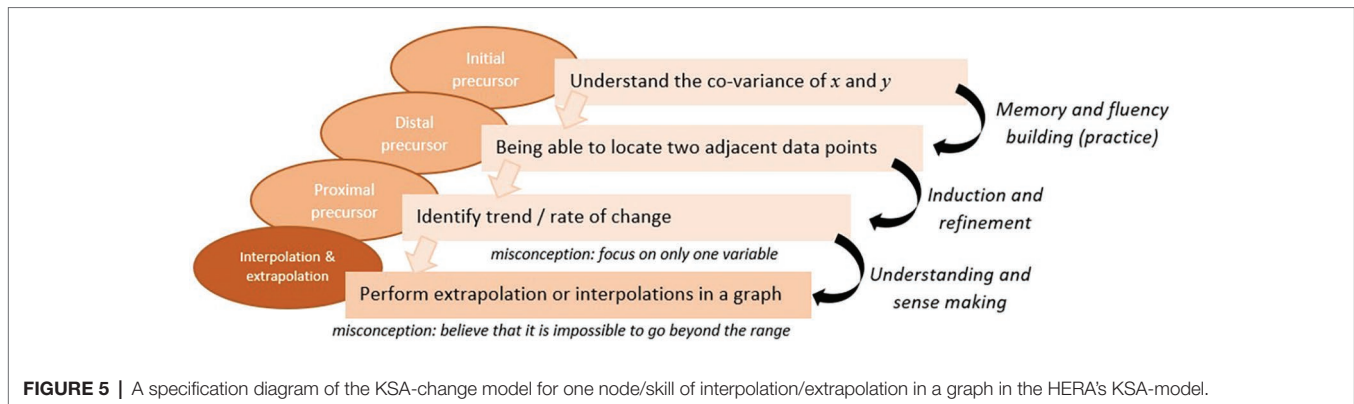 Initial
precursor
Understand the co-variance of x and y
Memory and fluency
building (practice)
Distal
precursor
Being able to locate two adjacent data points
Induction and
refinement
Proximal
precursor
Identify trend / rate of change
misconception: focus on only one variable
Understanding and
sense making
Interpolation &
extrapolation
Perform extrapolation or interpolations in a graph
misconception: believe that it is impossible to go beyond the range
FIGURE 5 | A specification diagram of the KSA-change model for one node/skill of interpolation/extrapolation in a graph in the HERA's KSA-model.